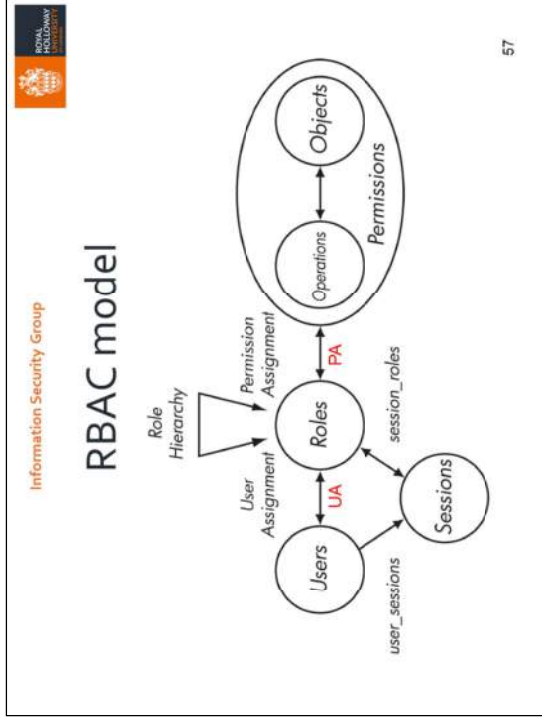 Information Security Group
ROYAL
HOLLOWAY
UNIVERSITY
RBAC model
Role
Hierarchy
User
Assignment
Permission
Assignment
Users
UA
Roles
PA
Operations
Objects
Permissions
user_sessions
session_roles
Sessions
57